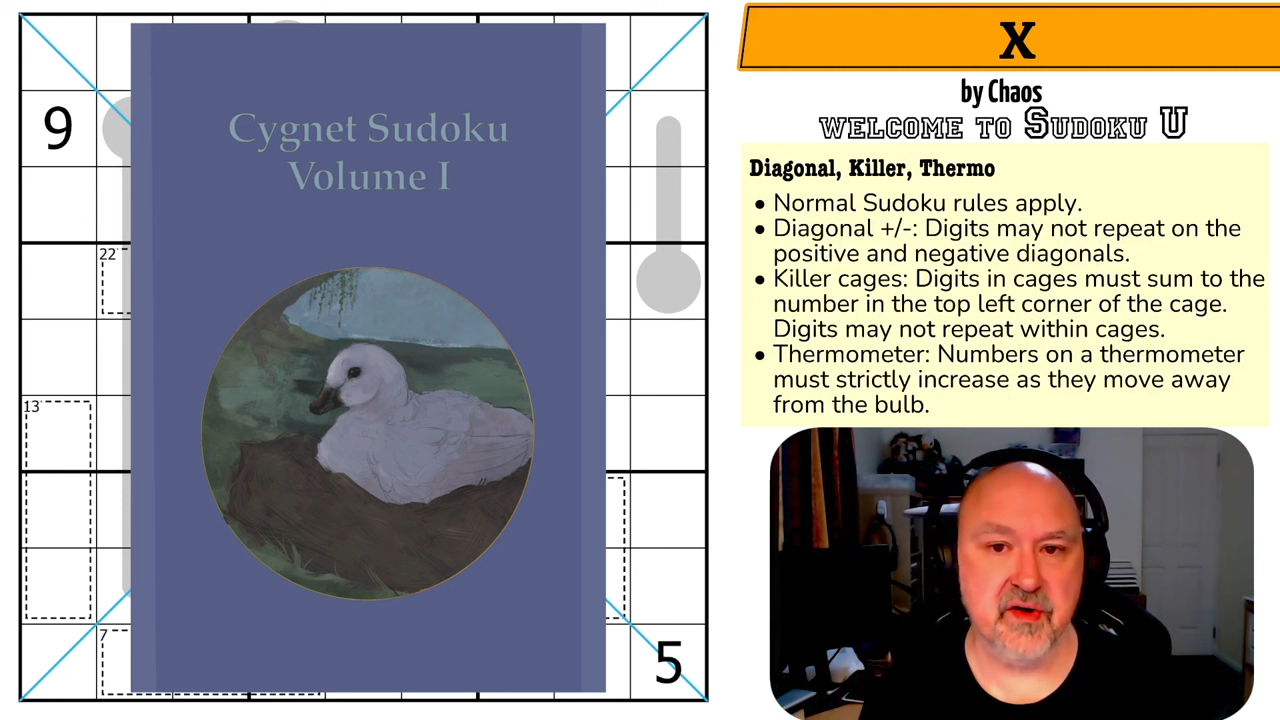 X
by Chaos
WELCOME TO SUDOKU U
Diagonal, Killer, Thermo
• Normal Sudoku rules apply.
• Diagonal +/-: Digits may not repeat on the
positive and negative diagonals.
• Killer cages: Digits in cages must sum to the
number in the top left corner of the cage.
Digits may not repeat within cages.
• Thermometer: Numbers on a thermometer
must strictly increase as they move away
from the bulb.
Cygnet Sudoku
Volume I
9
22
13
7
5